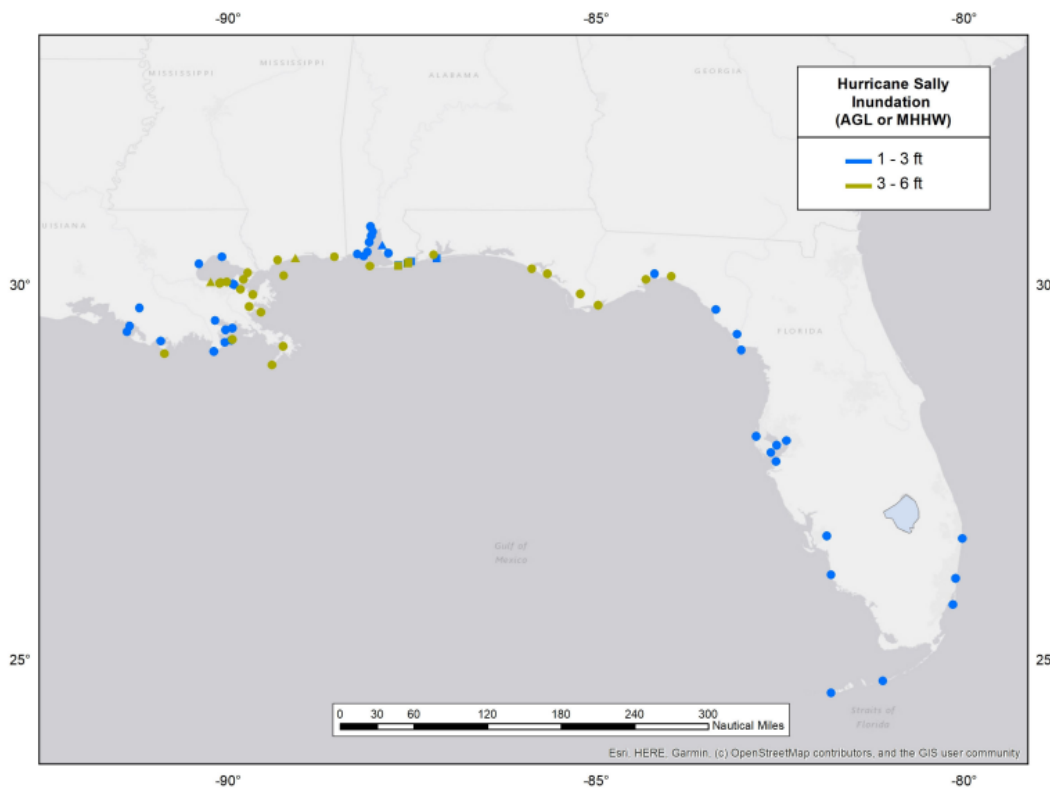 -90°
-85°
-80°
MISSISSIPPI
MISSISSIPPI
ALABAMA
GEORGIA
Hurricane Sally
Inundation
(AGL or MHHW)
1 - 3 ft
3 - 6 ft
UISIANA
30°
30
FLORIDA
Gulf of
Mexico
25°
25
0 30 60 120 180 240 300
Nautical Miles
Straits of
Florida
Esri, HERE, Garmin, (c) OpenStreetMap contributors, and the GIS user community
-90°
-85°
-80°